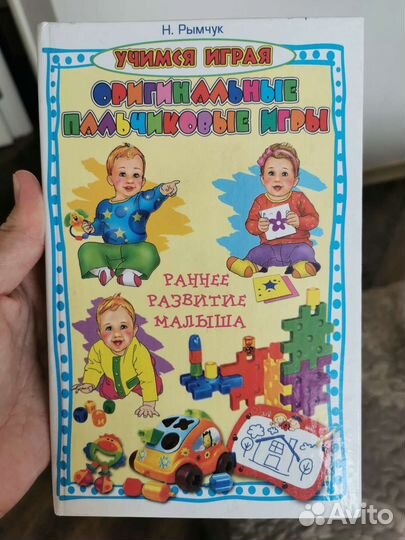 Н. Рымчук
УЧИМСЯ ИГРАЯ
ОРИГИНАЛЬНЫЕ
ПАЛЬЧИКОВЫЕ ИГРЫ
РАННЕЕ
РАЗВИТИЕ
МАЛЫША
Avito